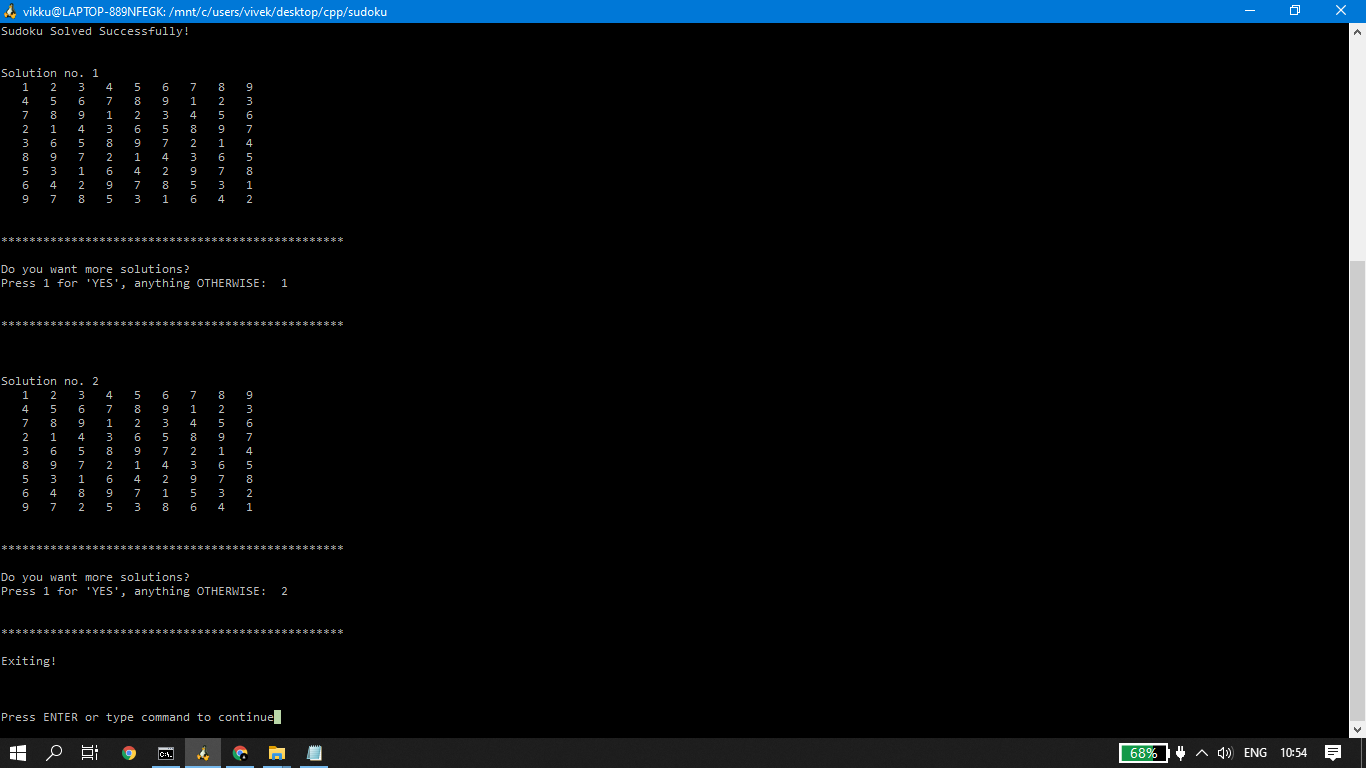 vikku@LAPTOP-889NFEGK: /mnt/c/users/vivek/desktop/cpp/sudoku
Sudoku Solved Successfully!
Solution no. 1
1 2 3 4 5 6 7 8 9
4 5 6 7 8 9 1 2 3
7 8 9 1 2 3 4 5 6
2 1 4 3 6 5 8 9 7
3 6 5 8 9 7 2 1 4
8 9 7 2 1 4 3 6 5
5 3 1 6 4 2 9 7 8
6 4 2 9 7 8 5 3 1
9 7 8 5 3 1 6 4 2
*************************************************
Do you want more solutions?
Press 1 for 'YES', anything OTHERWISE:  1
*************************************************
Solution no. 2
1 2 3 4 5 6 7 8 9
4 5 6 7 8 9 1 2 3
7 8 9 1 2 3 4 5 6
2 1 4 3 6 5 8 9 7
3 6 5 8 9 7 2 1 4
8 9 7 2 1 4 3 6 5
5 3 1 6 4 2 9 7 8
6 4 8 9 7 1 5 3 2
9 7 2 5 3 8 6 4 1
*************************************************
Do you want more solutions?
Press 1 for 'YES', anything OTHERWISE:  2
*************************************************
Exiting!
Press ENTER or type command to continue
68% ENG 10:54